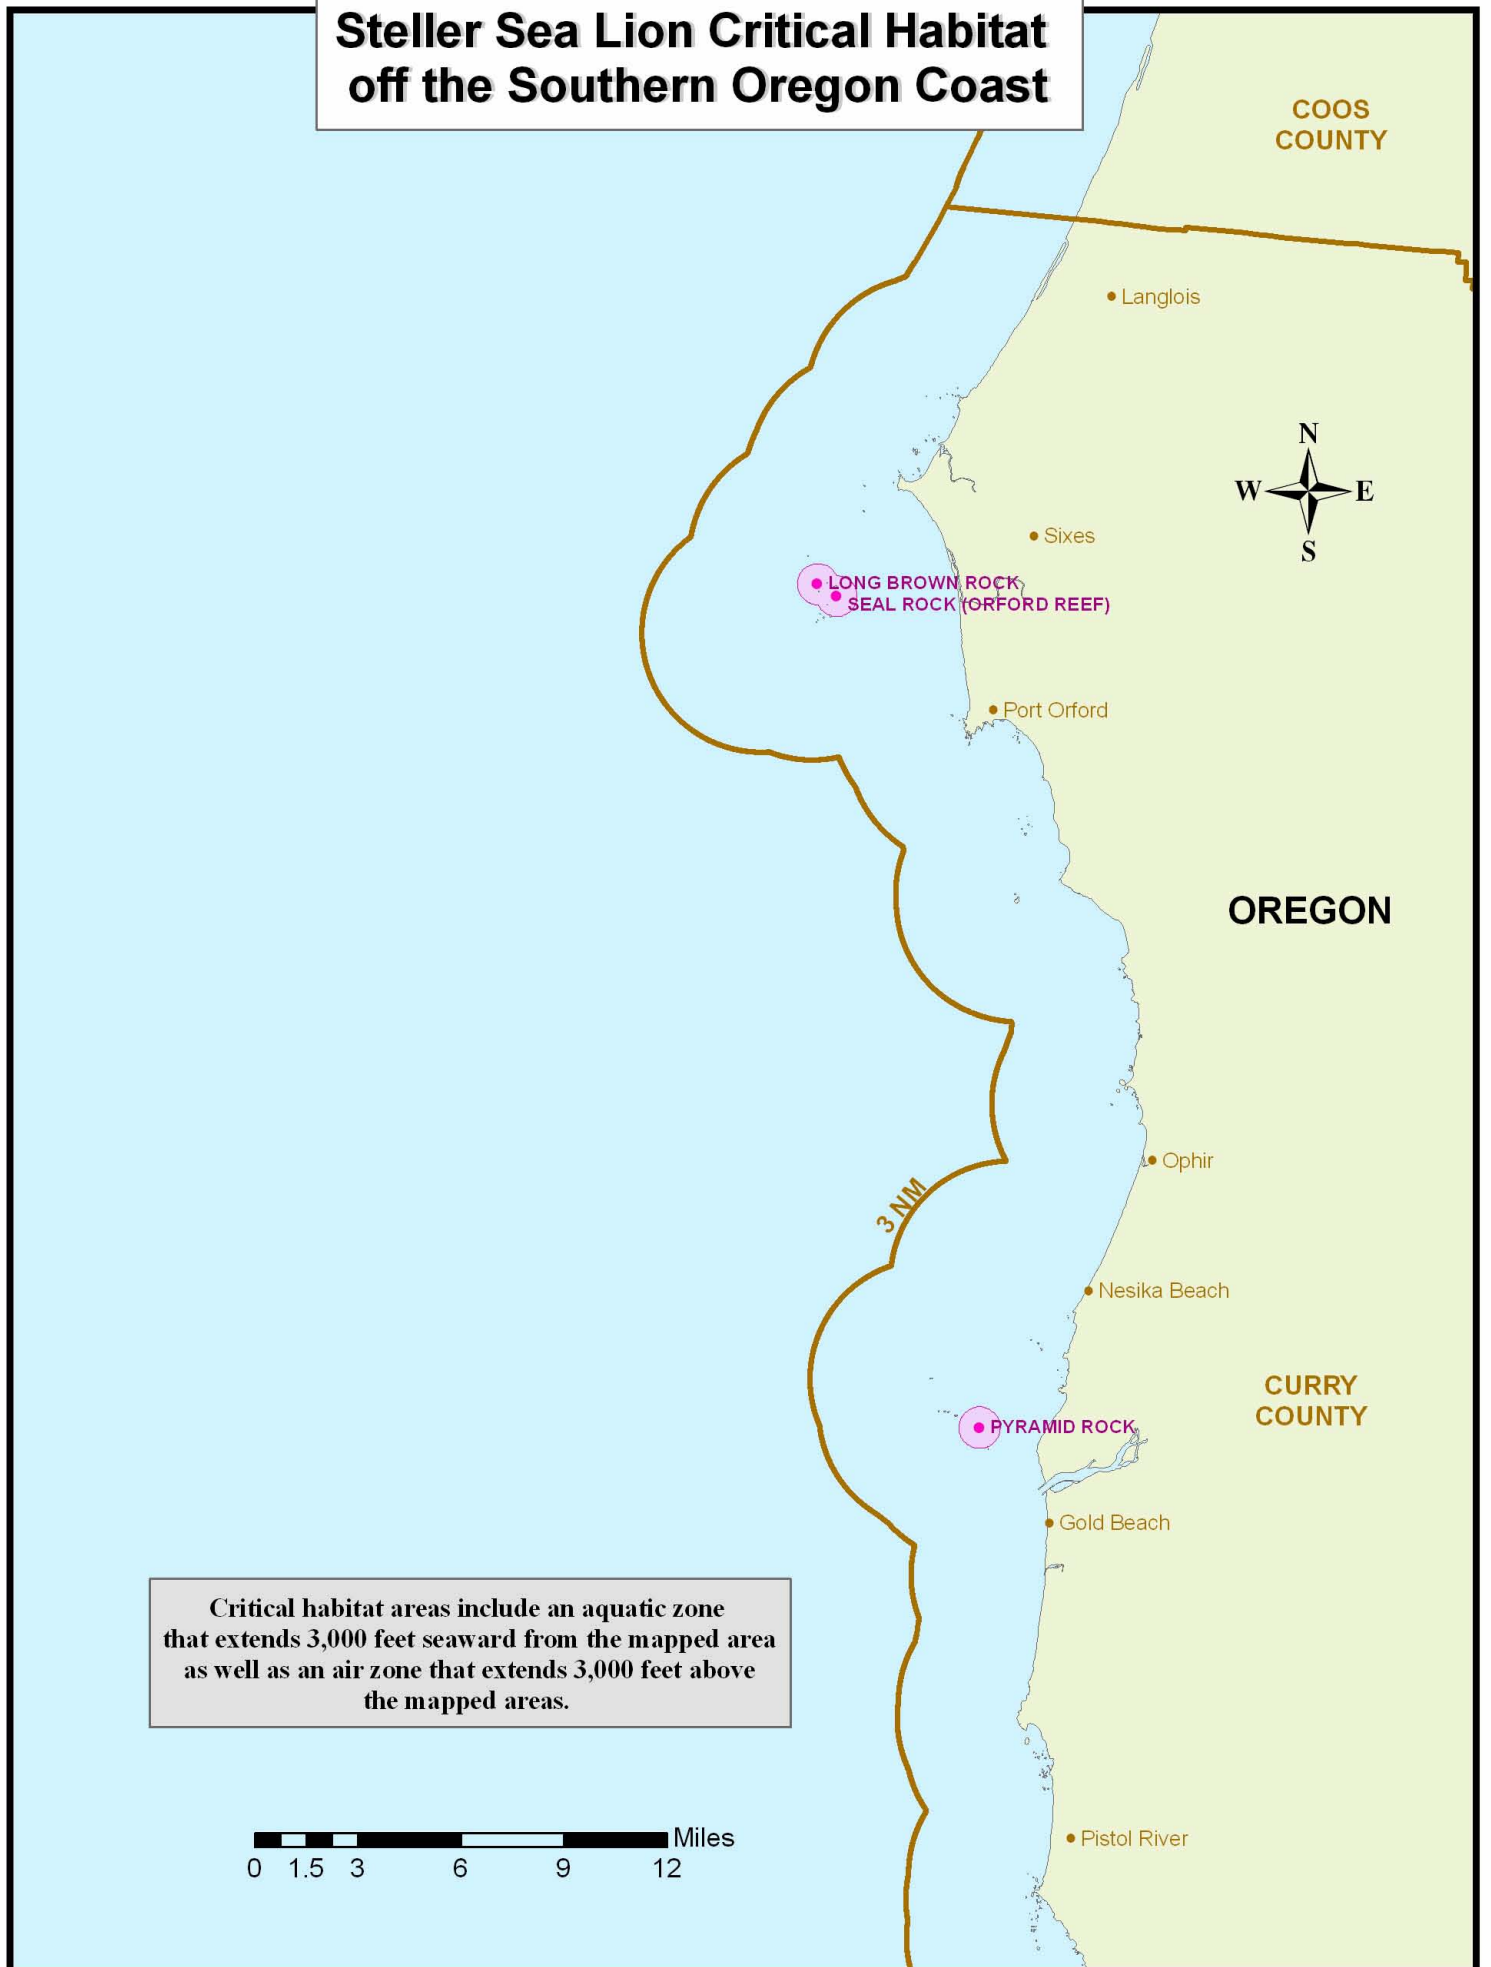 Steller Sea Lion Critical Habitat
off the Southern Oregon Coast
COOS
COUNTY
Langlois
N
W E
S
Sixes
LONG BROWN ROCK
SEAL ROCK (ORFORD REEF)
Port Orford
OREGON
Ophir
3 NM
Nesika Beach
CURRY
COUNTY
PYRAMID ROCK
Gold Beach
Critical habitat areas include an aquatic zone
that extends 3,000 feet seaward from the mapped area
as well as an air zone that extends 3,000 feet above
the mapped areas.
Miles
0 1.5 3 6 9 12
Pistol River